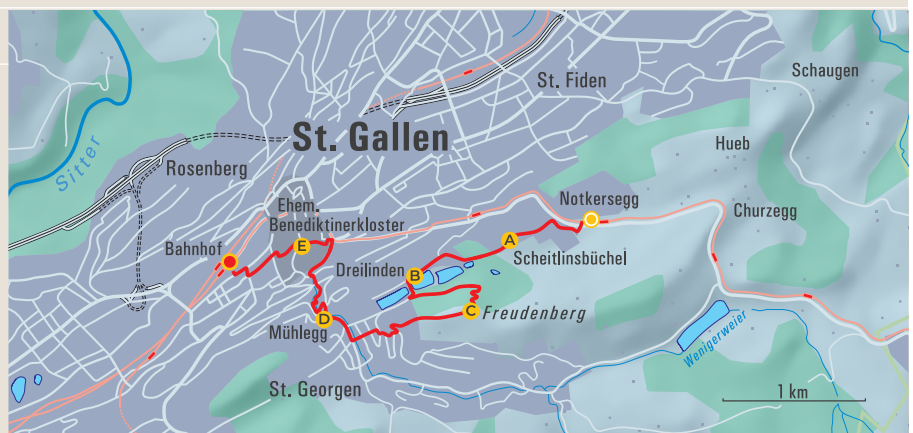 Schaugen
St. Fiden
St. Gallen
Hueb
Sitter
Rosenberg
Notkersegg
Ehem.
Benediktinerkloster
Churzegg
Bahnhof
E
A
Scheitlinsbüchel
Dreilinden
B
C
Freudenberg
D
Mühlegg
Wenigerweier
St. Georgen
1 km